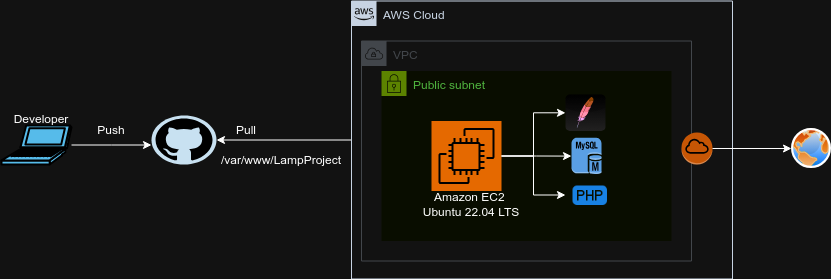 aws
AWS Cloud
VPC
Public subnet
Developer
Push
Pull
/var/www/LampProject
MySQL
M
PHP
Amazon EC2
Ubuntu 22.04 LTS